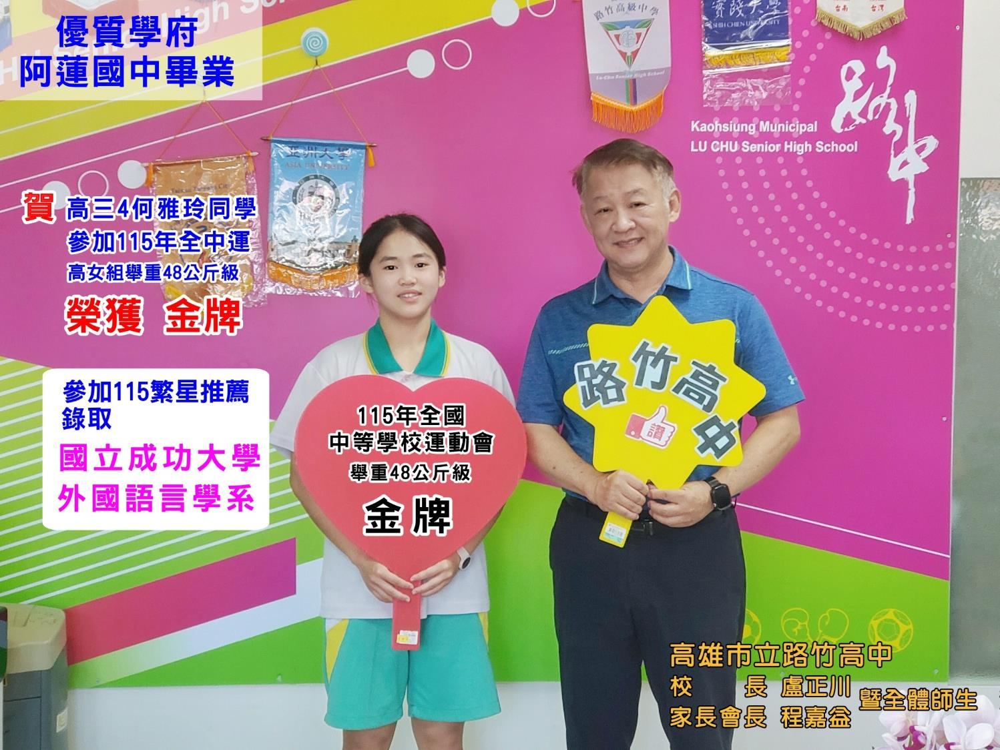 優質學府
阿蓮國中畢業
賀 高三4何雅玲同學
參加115年全中運
高女組舉重48公斤級
榮獲 金牌
參加115繁星推薦
錄取
國立成功大學
外國語言學系
亞洲大學
ASIA UNIVERSITY
路竹高級中學
Lu-Chu Senior High School
實踐大學
SHIH CHIEN UNIVERSITY
台南 台灣
Kaohsiung Municipal
LU CHU Senior High School
路中
115年全國
中等學校運動會
舉重48公斤級
金牌
路竹高中
讚
高雄市立路竹高中
校 長 盧正川
家長會長 程嘉益
暨全體師生